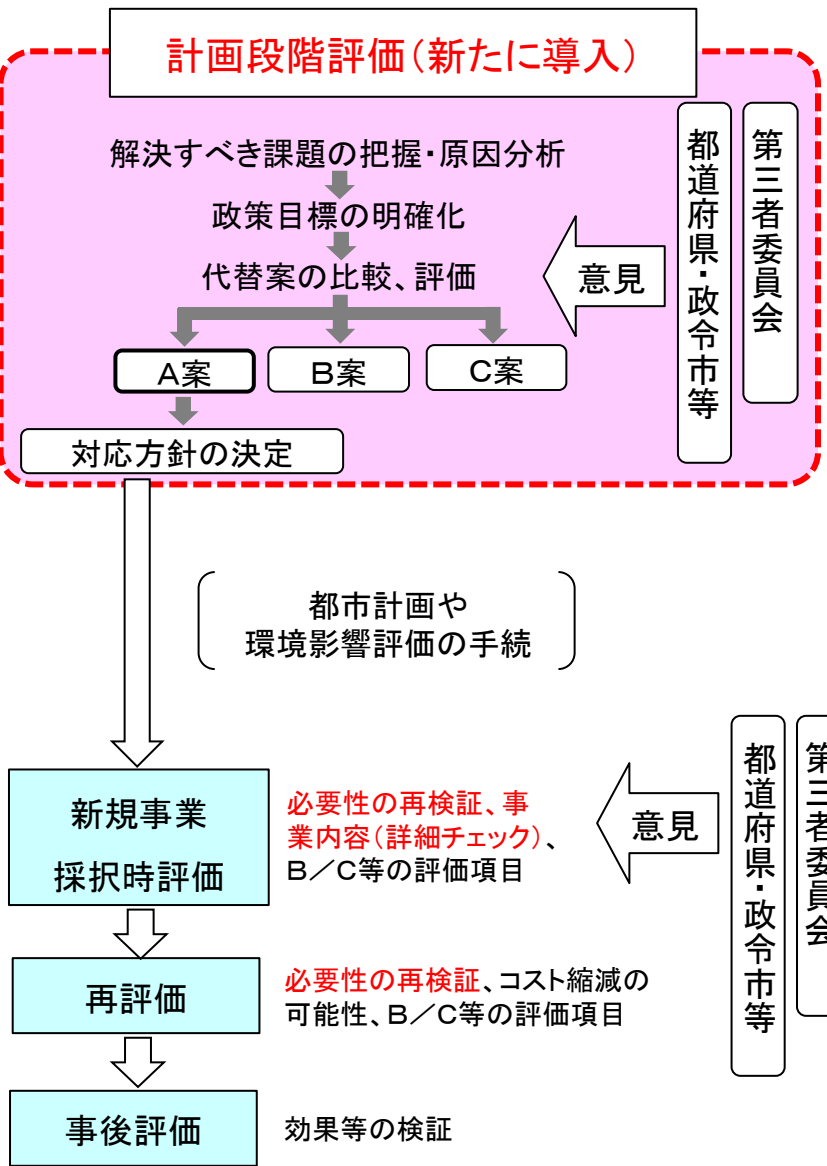 計画段階評価(新たに導入)
解決すべき課題の把握・原因分析
政策目標の明確化
代替案の比較、評価
A案
B案
C案
対応方針の決定
意見
都道府県・政令市等
第三者委員会
都市計画や
環境影響評価の手続
新規事業
採択時評価
必要性の再検証、事
業内容(詳細チェック)、
B/C等の評価項目
意見
都道府県・政令市等
第三者委員会
再評価
必要性の再検証、コスト縮減の
可能性、B/C等の評価項目
事後評価
効果等の検証